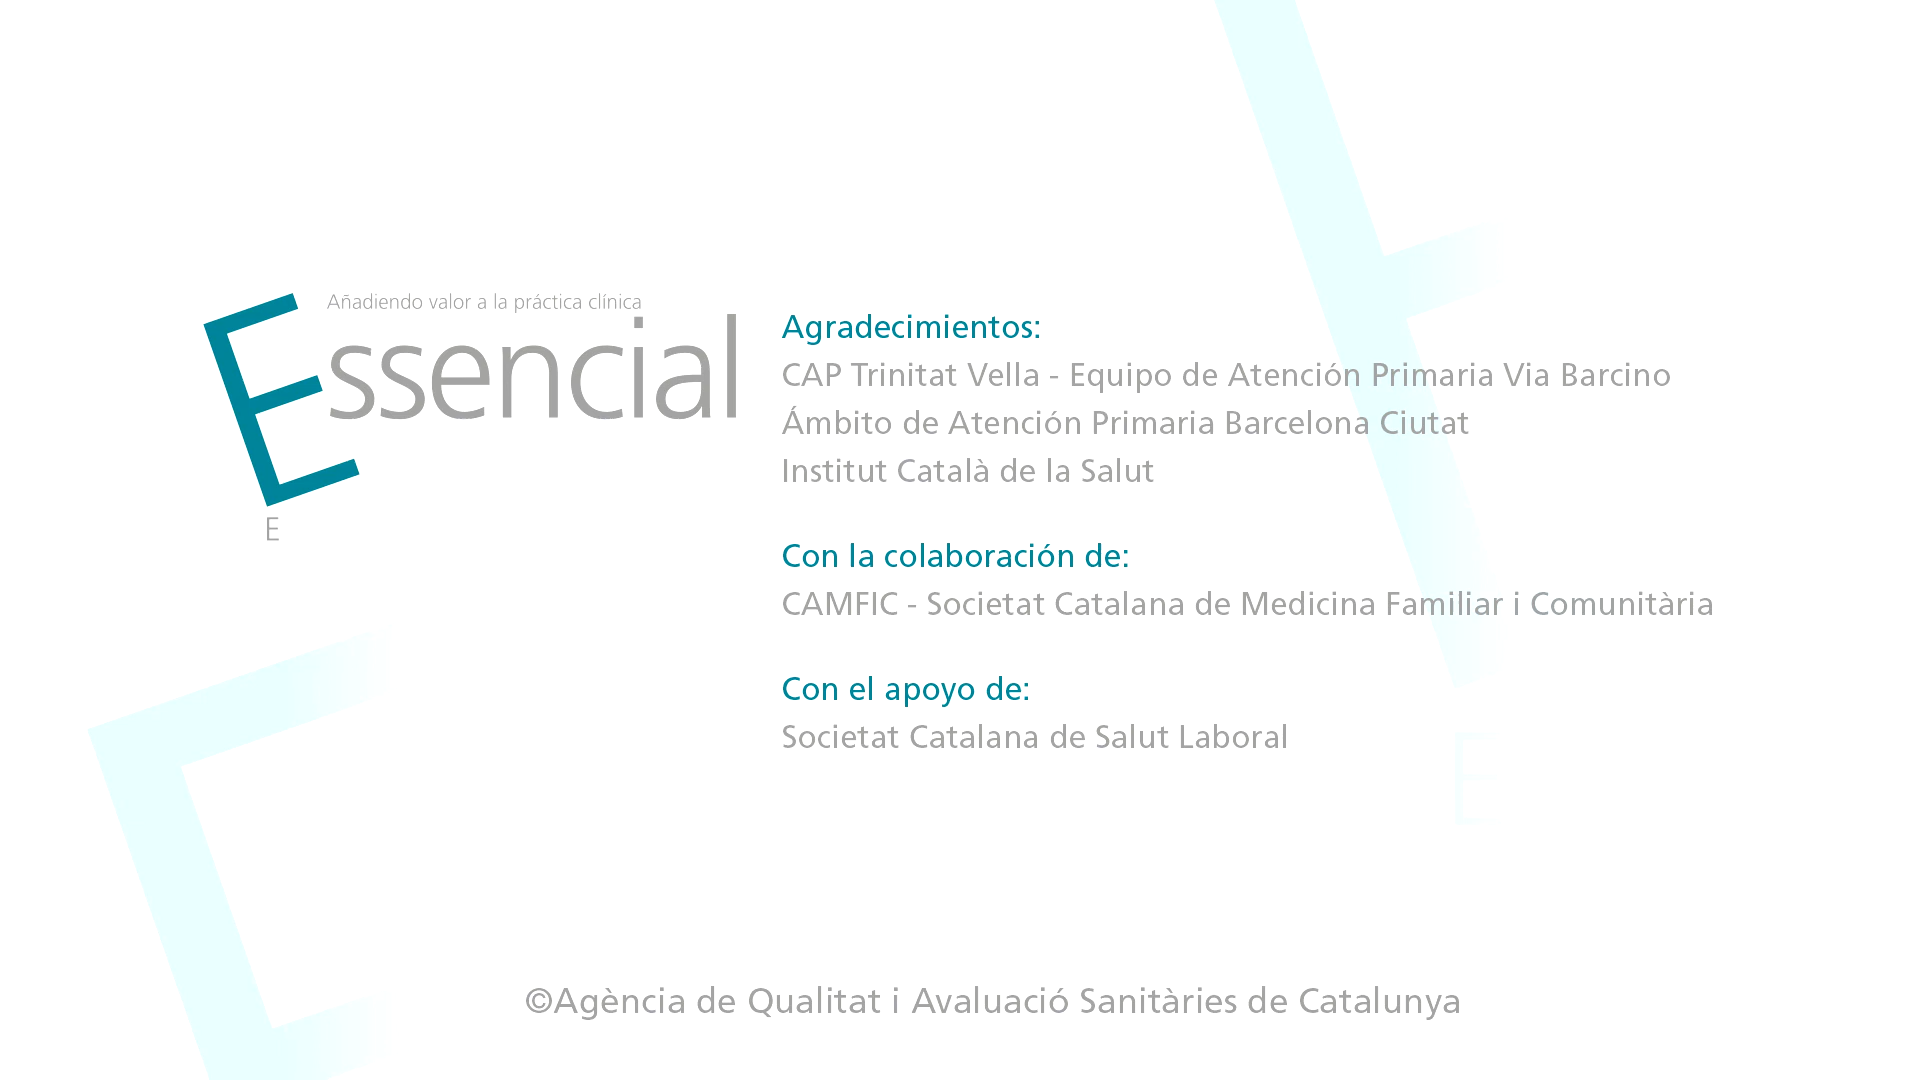 Añadiendo valor a la práctica clínica
Essencial
E
Agradecimientos:
CAP Trinitat Vella - Equipo de Atención Primaria Via Barcino
Ámbito de Atención Primaria Barcelona Ciutat
Institut Català de la Salut
Con la colaboración de:
CAMFIC - Societat Catalana de Medicina Familiar i Comunitària
Con el apoyo de:
Societat Catalana de Salut Laboral
©Agència de Qualitat i Avaluació Sanitàries de Catalunya